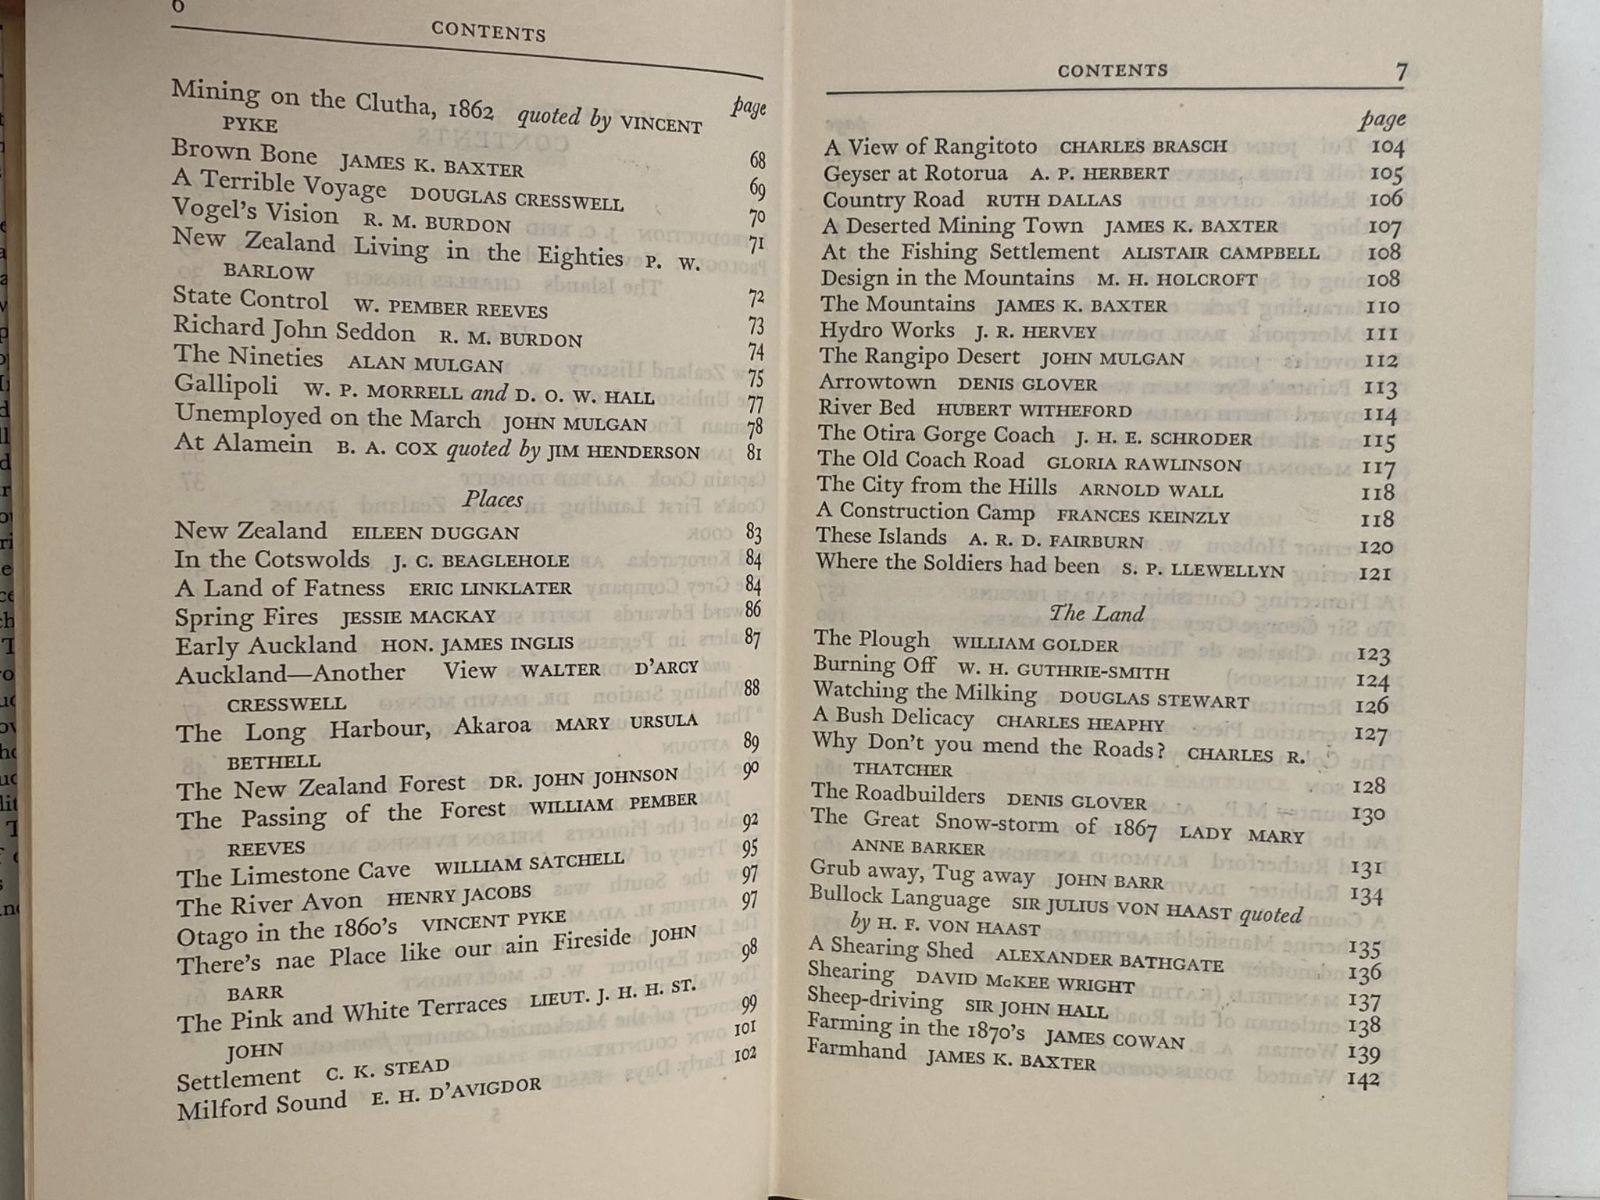 6
CONTENTS
page
Mining on the Clutha, 1862 quoted by VINCENT
PYKE 68
Brown Bone JAMES K. BAXTER 69
A Terrible Voyage DOUGLAS CRESSWELL 70
Vogel's Vision R. M. BURDON 71
New Zealand Living in the Eighties P. W.
BARLOW 72
State Control W. PEMBER REEVES 73
Richard John Seddon R. M. BURDON 74
The Nineties ALAN MULGAN 75
Gallipoli W. P. MORRELL and D. O. W. HALL 77
Unemployed on the March JOHN MULGAN 78
At Alamein B. A. COX quoted by JIM HENDERSON 81
Places
New Zealand EILEEN DUGGAN 83
In the Cotswolds J. C. BEAGLEHOLE 84
A Land of Fatness ERIC LINKLATER 84
Spring Fires JESSIE MACKAY 86
Early Auckland HON. JAMES INGLIS 87
Auckland—Another View WALTER D'ARCY
CRESSWELL 88
The Long Harbour, Akaroa MARY URSULA
BETHELL 89
The New Zealand Forest DR. JOHN JOHNSON 90
The Passing of the Forest WILLIAM PEMBER
REEVES 92
The Limestone Cave WILLIAM SATCHELL 95
The River Avon HENRY JACOBS 97
Otago in the 1860's VINCENT PYKE 97
There's nae Place like our ain Fireside JOHN
BARR 98
The Pink and White Terraces LIEUT. J. H. H. ST.
JOHN 99
Settlement C. K. STEAD 101
Milford Sound E. H. D'AVIGDOR 102
CONTENTS 7
page
A View of Rangitoto CHARLES BRASCH 104
Geyser at Rotorua A. P. HERBERT 105
Country Road RUTH DALLAS 106
A Deserted Mining Town JAMES K. BAXTER 107
At the Fishing Settlement ALISTAIR CAMPBELL 108
Design in the Mountains M. H. HOLCROFT 108
The Mountains JAMES K. BAXTER 110
Hydro Works J. R. HERVEY 111
The Rangipo Desert JOHN MULGAN 112
Arrowtown DENIS GLOVER 113
River Bed HUBERT WITHEFORD 114
The Otira Gorge Coach J. H. E. SCHRODER 115
The Old Coach Road GLORIA RAWLINSON 117
The City from the Hills ARNOLD WALL 118
A Construction Camp FRANCES KEINZLY 118
These Islands A. R. D. FAIRBURN 120
Where the Soldiers had been S. P. LLEWELLYN 121
The Land
The Plough WILLIAM GOLDER 123
Burning Off W. H. GUTHRIE-SMITH 124
Watching the Milking DOUGLAS STEWART 126
A Bush Delicacy CHARLES HEAPHY 127
Why Don't you mend the Roads? CHARLES R.
THATCHER 128
The Roadbuilders DENIS GLOVER 130
The Great Snow-storm of 1867 LADY MARY
ANNE BARKER 131
Grub away, Tug away JOHN BARR 134
Bullock Language SIR JULIUS VON HAAST quoted
by H. F. VON HAAST 135
A Shearing Shed ALEXANDER BATHGATE 136
Shearing DAVID McKEE WRIGHT 137
Sheep-driving SIR JOHN HALL 138
Farming in the 1870's JAMES COWAN 139
Farmhand JAMES K. BAXTER 142